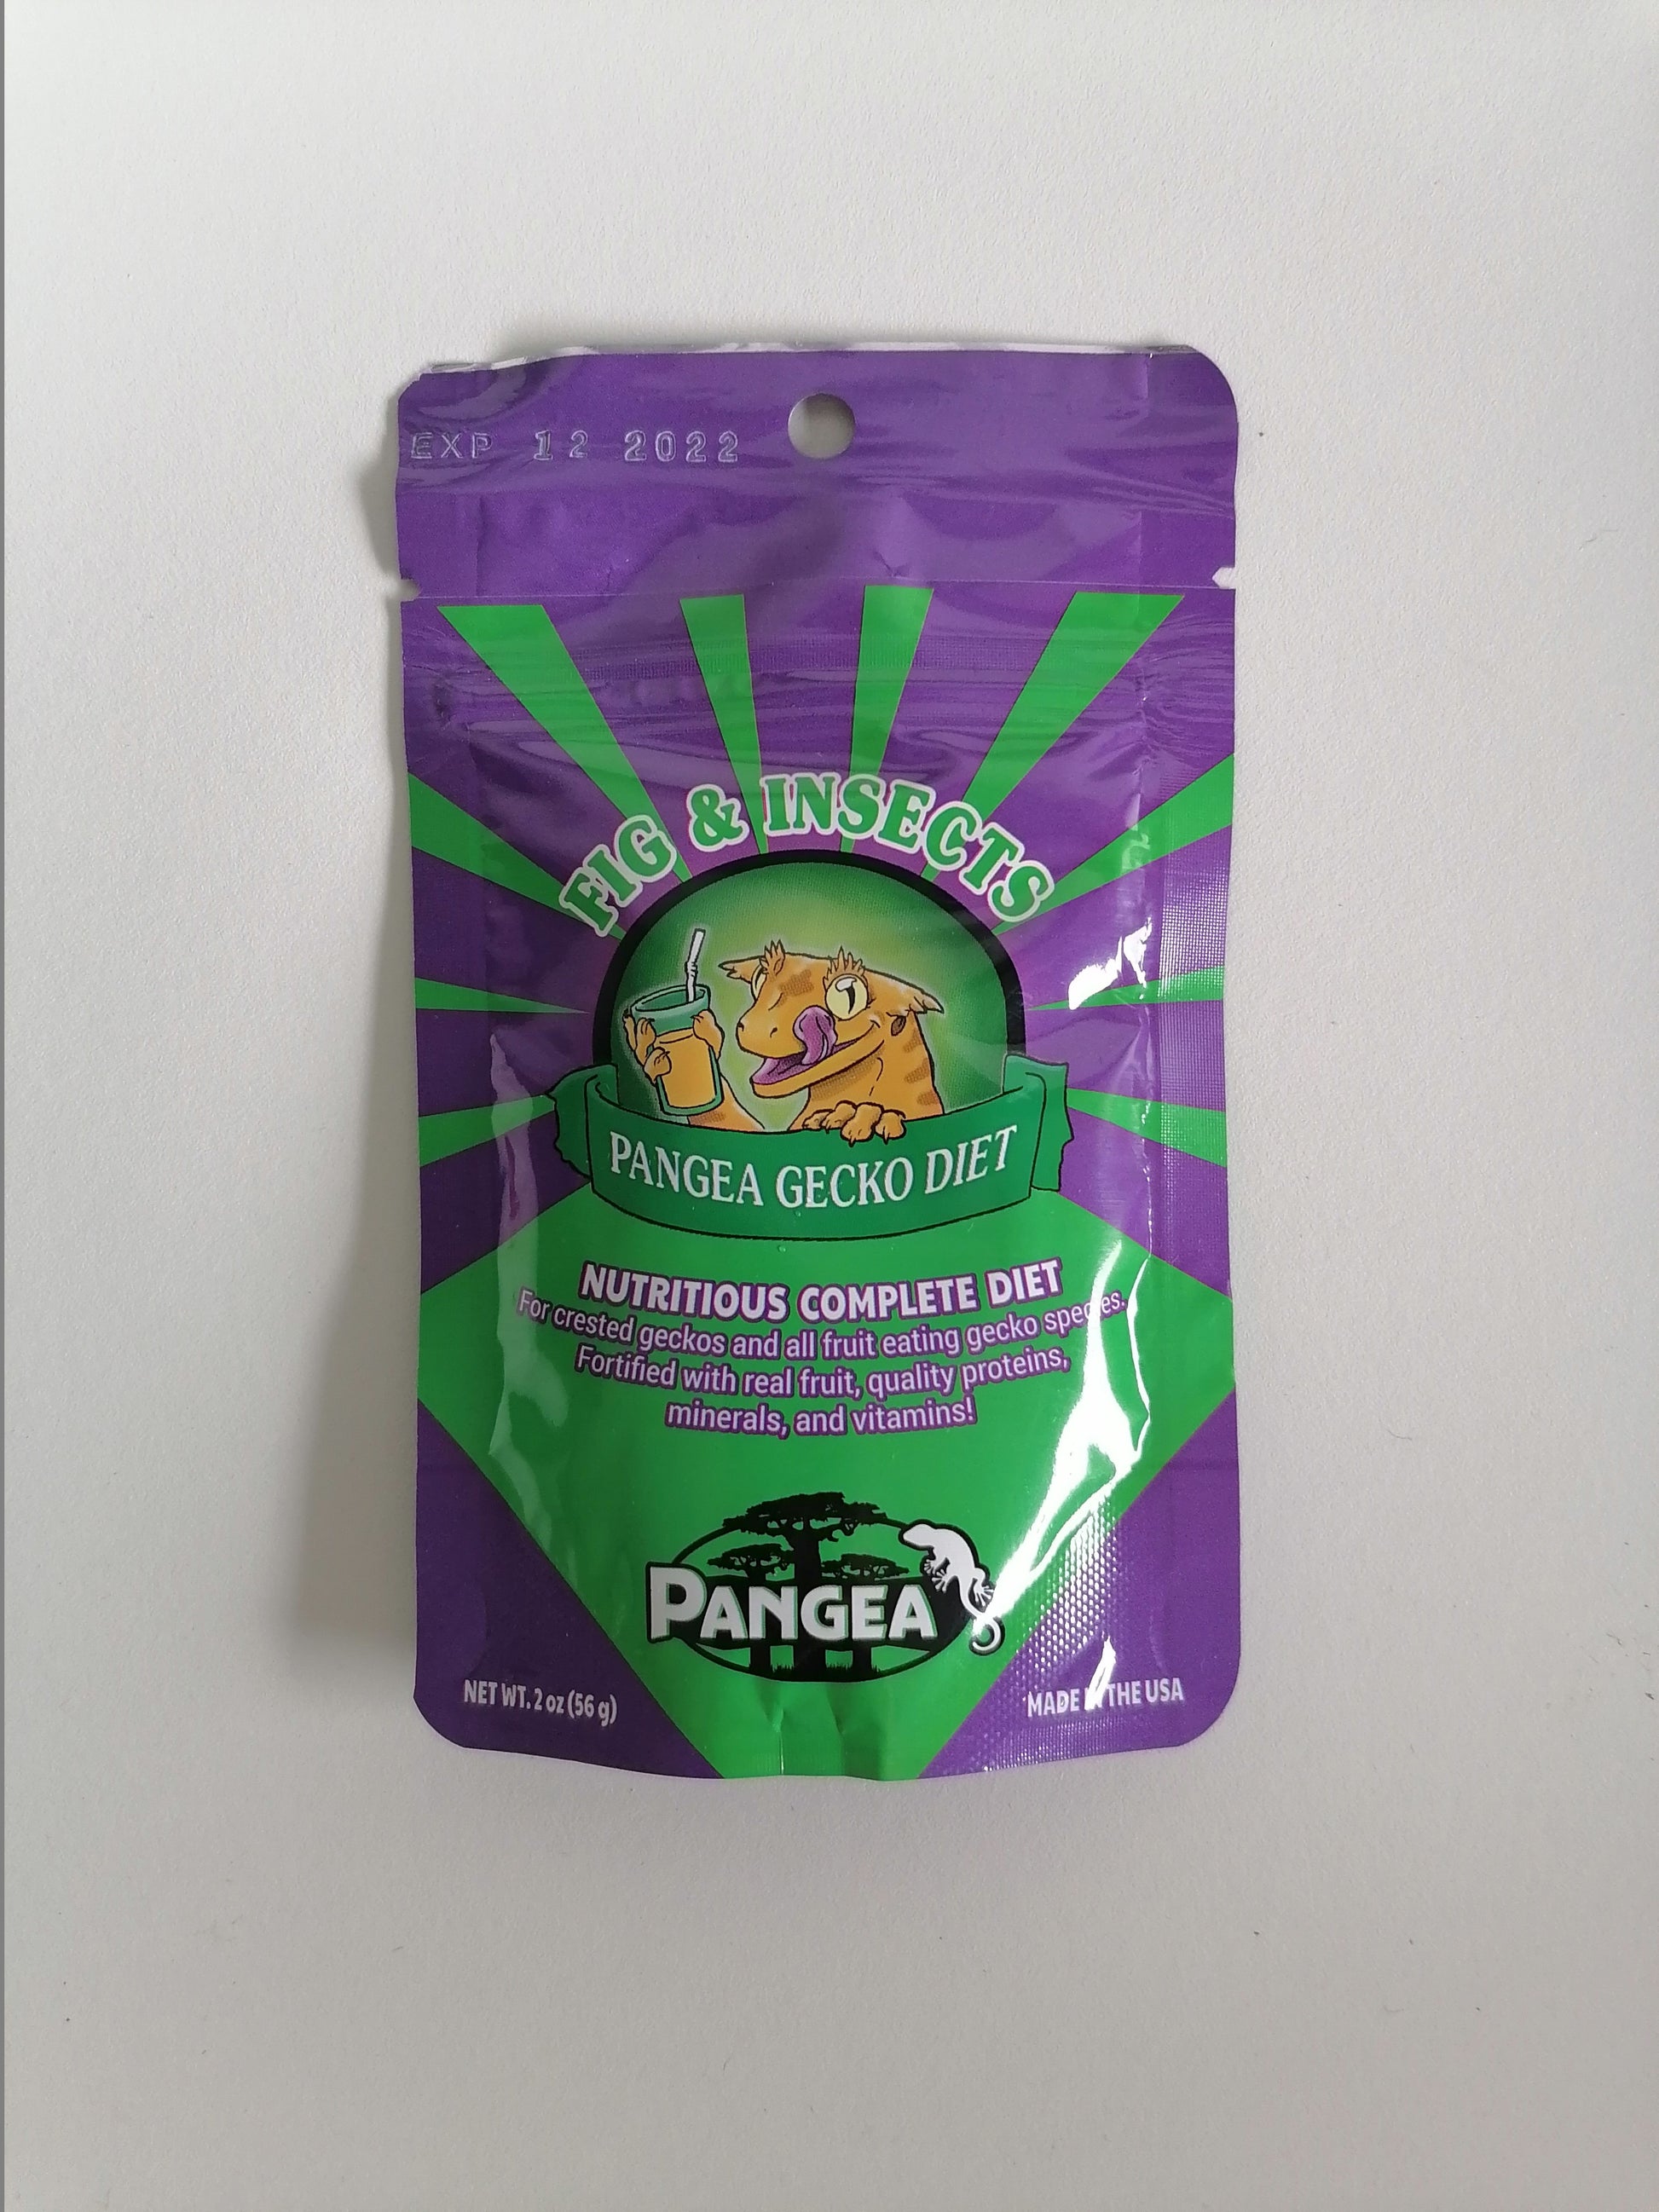 EXP 12 2022
FIG & INSECTS
PANGEA GECKO DIET
NUTRITIOUS COMPLETE DIET
For crested geckos and all fruit eating gecko species.
Fortified with real fruit, quality proteins,
minerals, and vitamins!
PANGEA
NET WT. 2 oz (56 g)
MADE IN THE USA